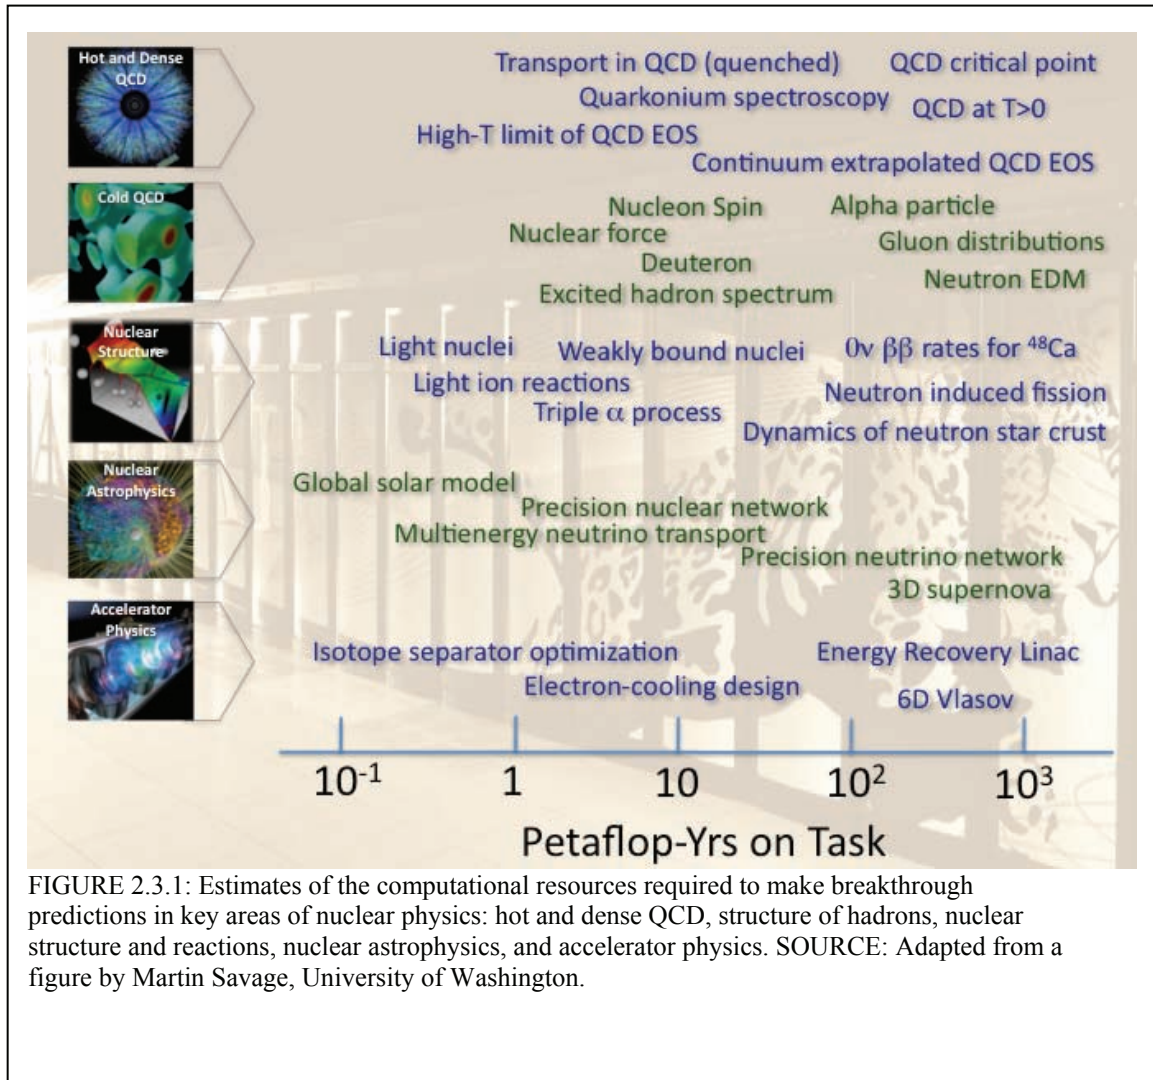 Hot and Dense
QCD
Transport in QCD (quenched) QCD critical point
Quarkonium spectroscopy QCD at T>0
High-T limit of QCD EOS
Continuum extrapolated QCD EOS
Cold QCD
Nucleon Spin Alpha particle
Nuclear force Gluon distributions
Deuteron Neutron EDM
Excited hadron spectrum
Nuclear
Structure
Light nuclei Weakly bound nuclei 0ν ββ rates for ⁴⁸Ca
Light ion reactions Neutron induced fission
Triple α process
Dynamics of neutron star crust
Nuclear
Astrophysics
Global solar model
Precision nuclear network
Multienergy neutrino transport
Precision neutrino network
3D supernova
Accelerator
Physics
Isotope separator optimization Energy Recovery Linac
Electron-cooling design 6D Vlasov
10⁻¹ 1 10 10² 10³
Petaflop-Yrs on Task
FIGURE 2.3.1: Estimates of the computational resources required to make breakthrough
predictions in key areas of nuclear physics: hot and dense QCD, structure of hadrons, nuclear
structure and reactions, nuclear astrophysics, and accelerator physics. SOURCE: Adapted from a
figure by Martin Savage, University of Washington.